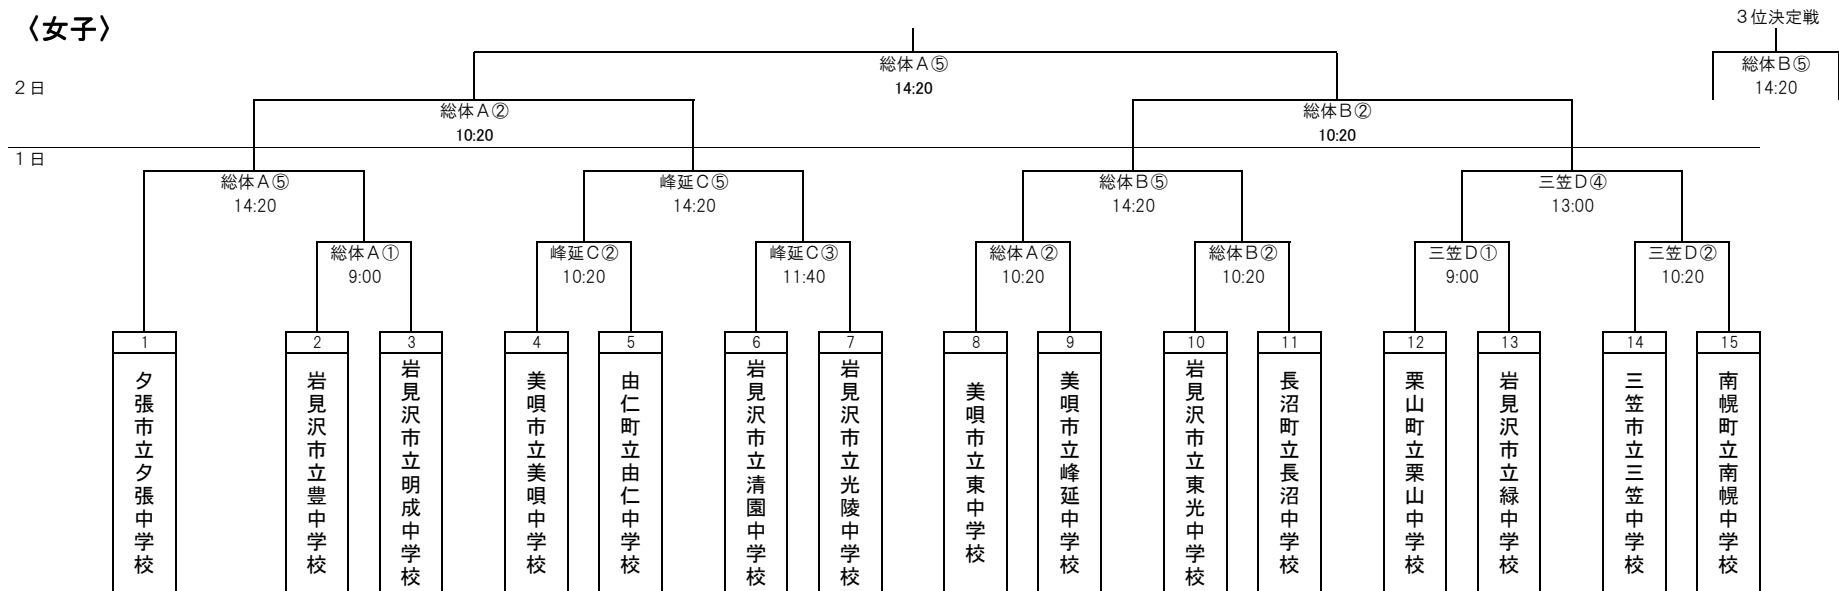 〈女子〉
３位決定戦
総体Ａ⑤
14:20
総体Ｂ⑤
14:20
２日
総体Ａ②
10:20
総体Ｂ②
10:20
１日
総体Ａ⑤
14:20
峰延Ｃ⑤
14:20
総体Ｂ⑤
14:20
三笠Ｄ④
13:00
総体Ａ①
9:00
峰延Ｃ②
10:20
峰延Ｃ③
11:40
総体Ａ②
10:20
総体Ｂ②
10:20
三笠Ｄ①
9:00
三笠Ｄ②
10:20
1
夕張市立夕張中学校
2
岩見沢市立豊中学校
3
岩見沢市立明成中学校
4
美唄市立美唄中学校
5
由仁町立由仁中学校
6
岩見沢市立清園中学校
7
岩見沢市立光陵中学校
8
美唄市立東中学校
9
美唄市立峰延中学校
10
岩見沢市立東光中学校
11
長沼町立長沼中学校
12
栗山町立栗山中学校
13
岩見沢市立緑中学校
14
三笠市立三笠中学校
15
南幌町立南幌中学校